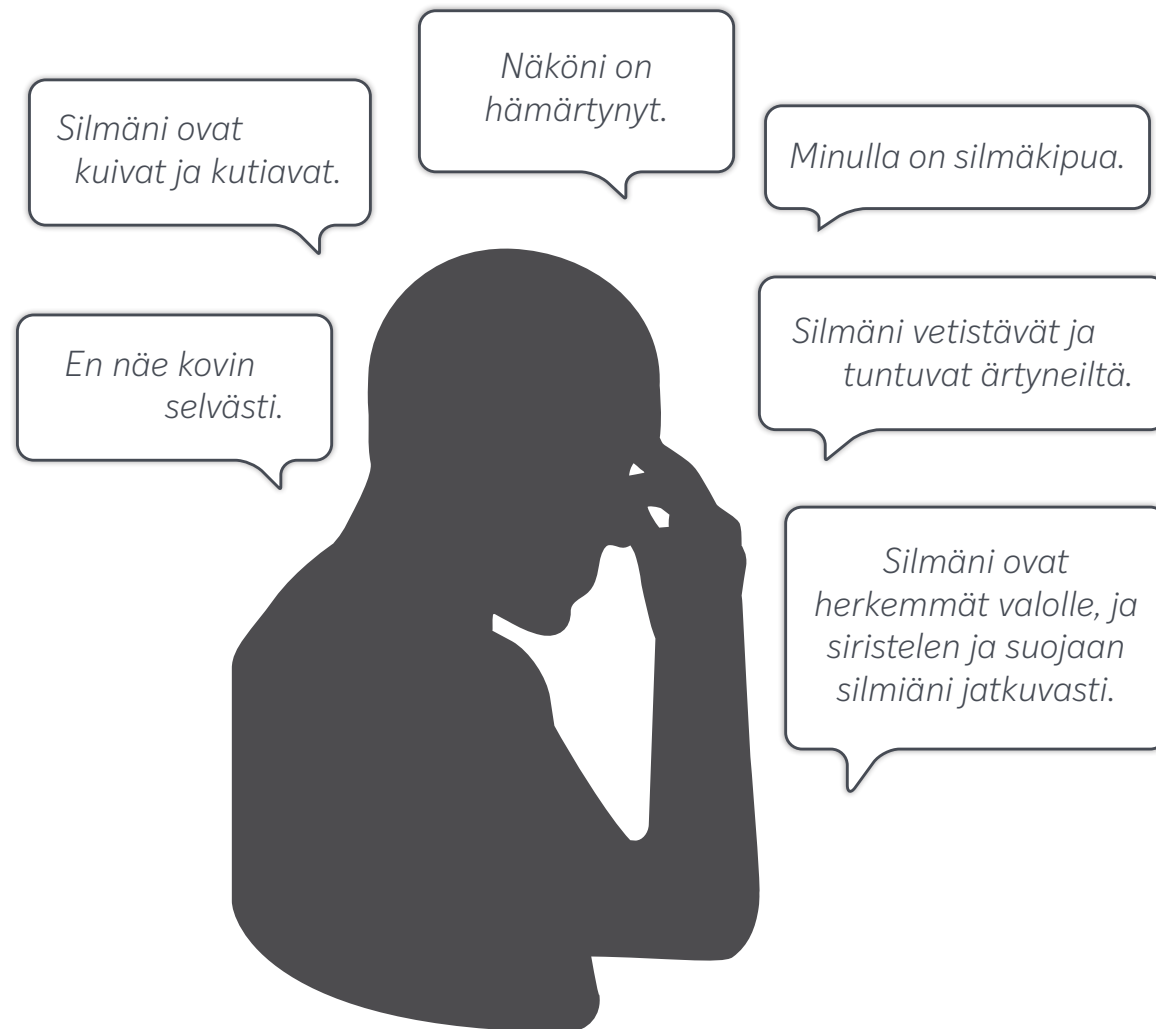 Näköni on
hämärtynyt.
Silmäni ovat
kuivat ja kutiavat.
Minulla on silmäkipua.
En näe kovin
selvästi.
Silmäni vetistävät ja
tuntuvat ärtyneiltä.
Silmäni ovat
herkemmät valolle, ja
siristelen ja suojaan
silmiäni jatkuvasti.